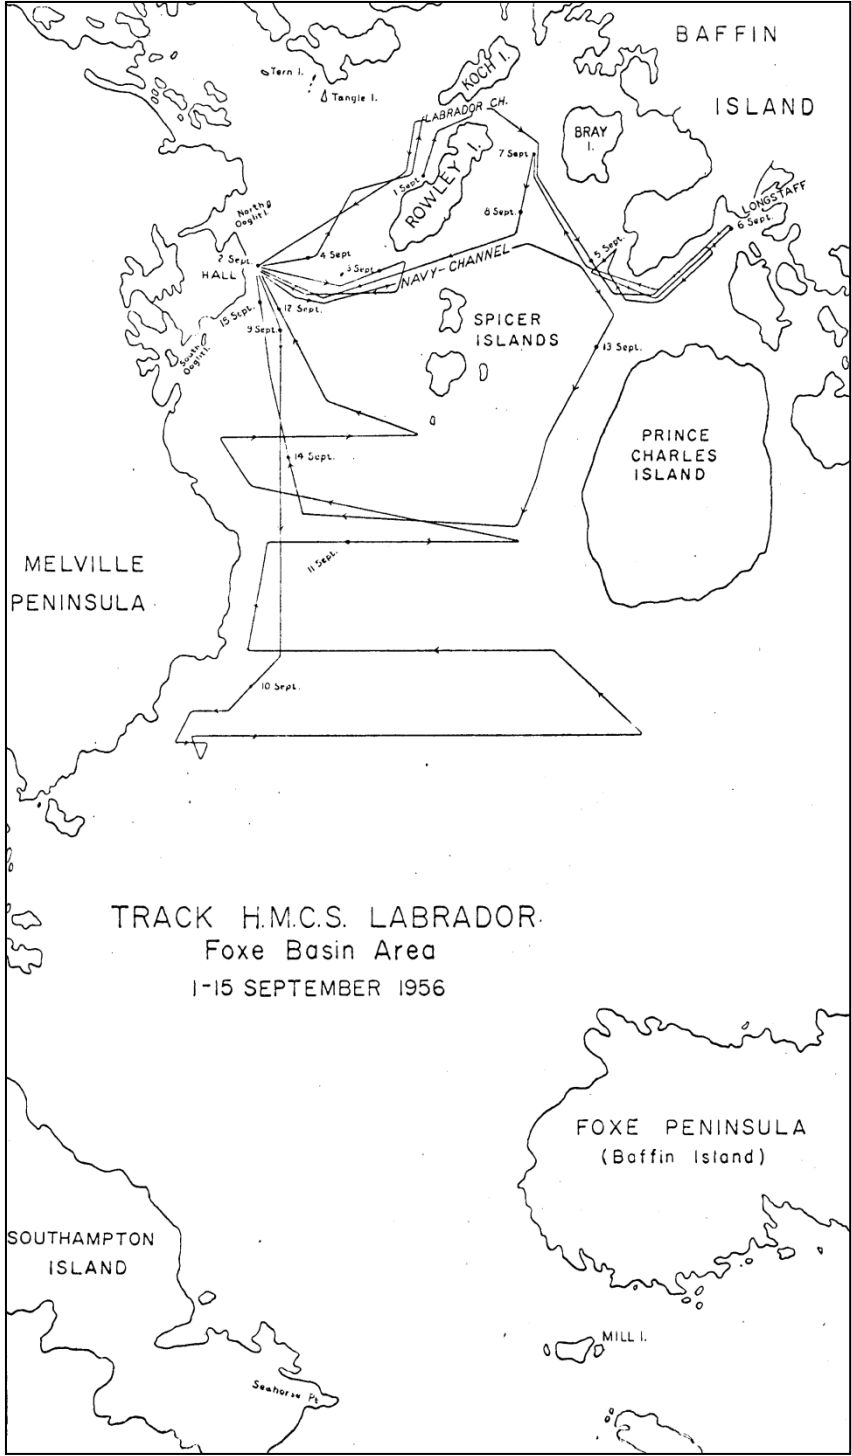 BAFFIN
ISLAND
Tern I.
Tangle I.
KOCH I.
LABRADOR CH.
BRAY
I.
ROWLEY I.
1 Sept.
7 Sept.
8 Sept.
LONGSTAFF
6 Sept.
5 Sept.
North
Ooglit I.
2 Sept.
HALL
4 Sept
3 Sept.
NAVY-CHANNEL
15 Sept.
12 Sept.
9 Sept.
South
Ooglit I.
SPICER
ISLANDS
13 Sept.
PRINCE
CHARLES
ISLAND
14 Sept.
11 Sept.
MELVILLE
PENINSULA
10 Sept.
TRACK H.M.C.S. LABRADOR
Foxe Basin Area
1-15 SEPTEMBER 1956
FOXE PENINSULA
(Baffin Island)
SOUTHAMPTON
ISLAND
MILL I.
Seahorse Pt